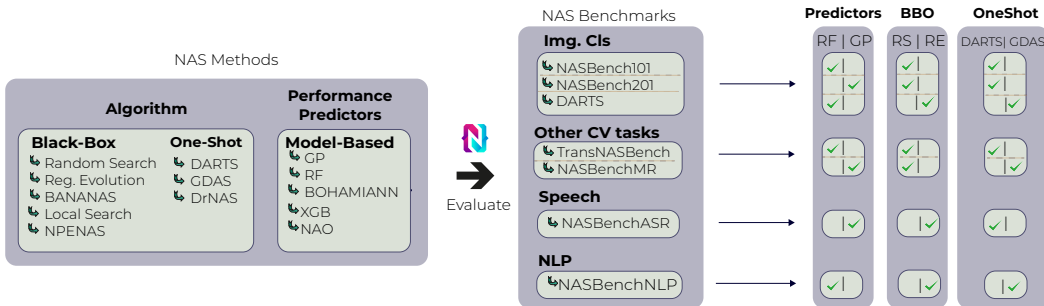 NAS Methods
Algorithm
Performance
Predictors
Black-Box
Random Search
Reg. Evolution
BANANAS
Local Search
NPENAS
One-Shot
DARTS
GDAS
DrNAS
Model-Based
GP
RF
BOHAMIANN
XGB
NAO
Evaluate
NAS Benchmarks
Img. Cls
NASBench101
NASBench201
DARTS
Other CV tasks
TransNASBench
NASBenchMR
Speech
NASBenchASR
NLP
NASBenchNLP
Predictors
RF | GP
BBO
RS | RE
OneShot
DARTS| GDAS